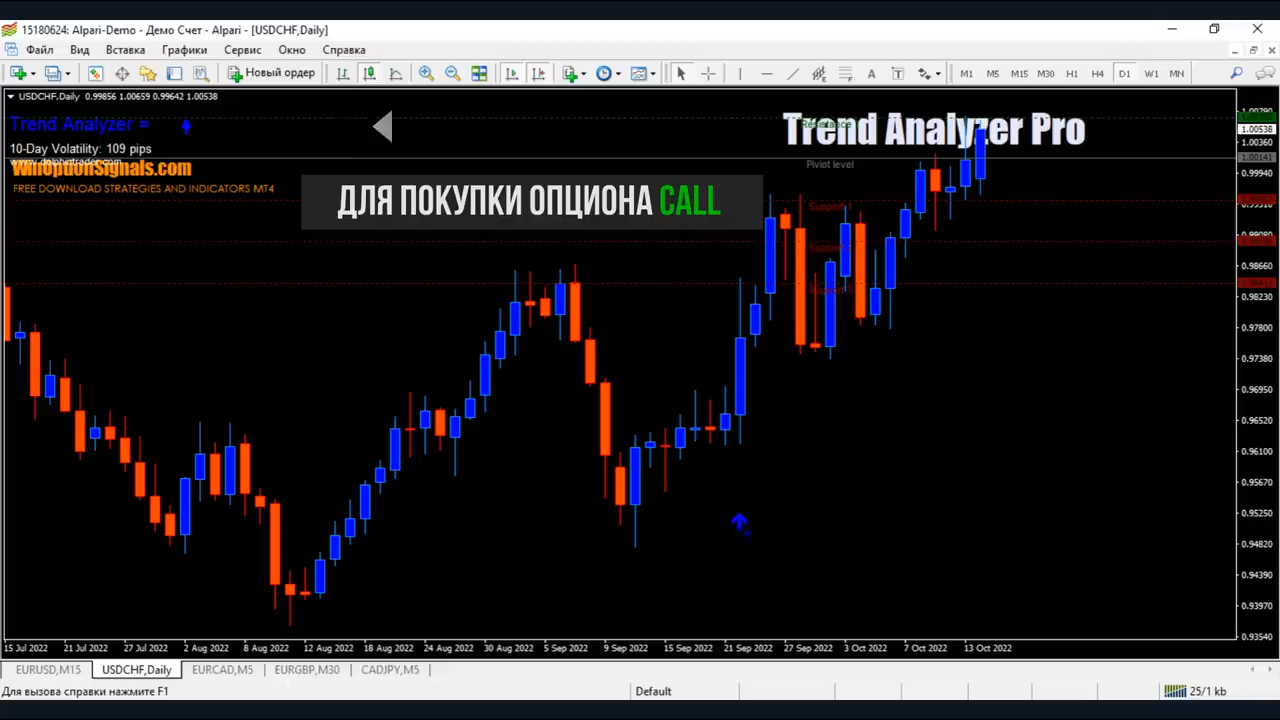 15180624: Alpari-Demo - Демо Счет - Alpari - [USDCHF,Daily]
Файл Вид Вставка Графики Сервис Окно Справка
Новый ордер A T M1 M5 M15 M30 H1 H4 D1 W1 MN
USDCHF,Daily 0.99856 1.00659 0.99642 1.00538
Trend Analyzer =
10-Day Volatility: 109 pips
WinOptionSignals.com
FREE DOWNLOAD STRATEGIES AND INDICATORS MT4
Trend Analyzer Pro
Pivlot level
ДЛЯ ПОКУПКИ ОПЦИОНА CALL
1.00538
1.00360
1.00141
0.99940
0.98660
0.98230
0.97800
0.97380
0.96950
0.96520
0.96100
0.95670
0.95250
0.94820
0.94390
0.93970
0.93540
15 Jul 2022 21 Jul 2022 27 Jul 2022 2 Aug 2022 8 Aug 2022 12 Aug 2022 18 Aug 2022 24 Aug 2022 30 Aug 2022 5 Sep 2022 9 Sep 2022 15 Sep 2022 21 Sep 2022 27 Sep 2022 3 Oct 2022 7 Oct 2022 13 Oct 2022
EURUSD,M15 USDCHF,Daily EURCAD,M5 EURGBP,M30 CADJPY,M5
Для вызова справки нажмите F1 Default 25/1 kb